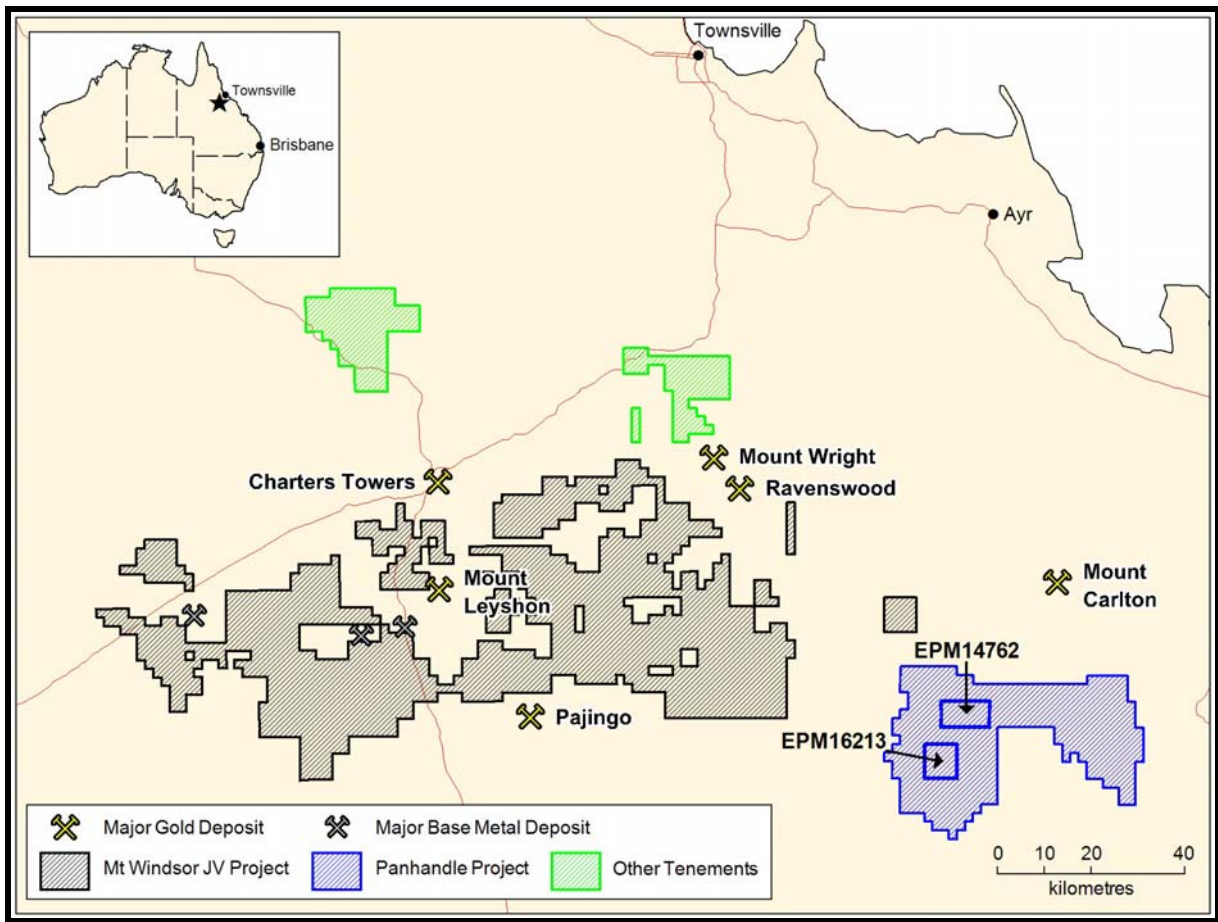 Townsville
Townsville
Brisbane
Ayr
Charters Towers
Mount Wright
Ravenswood
Mount
Leyshon
Mount
Carlton
EPM14762
Pajingo
EPM16213
Major Gold Deposit
Major Base Metal Deposit
Mt Windsor JV Project
Panhandle Project
Other Tenements
0 10 20 40
kilometres